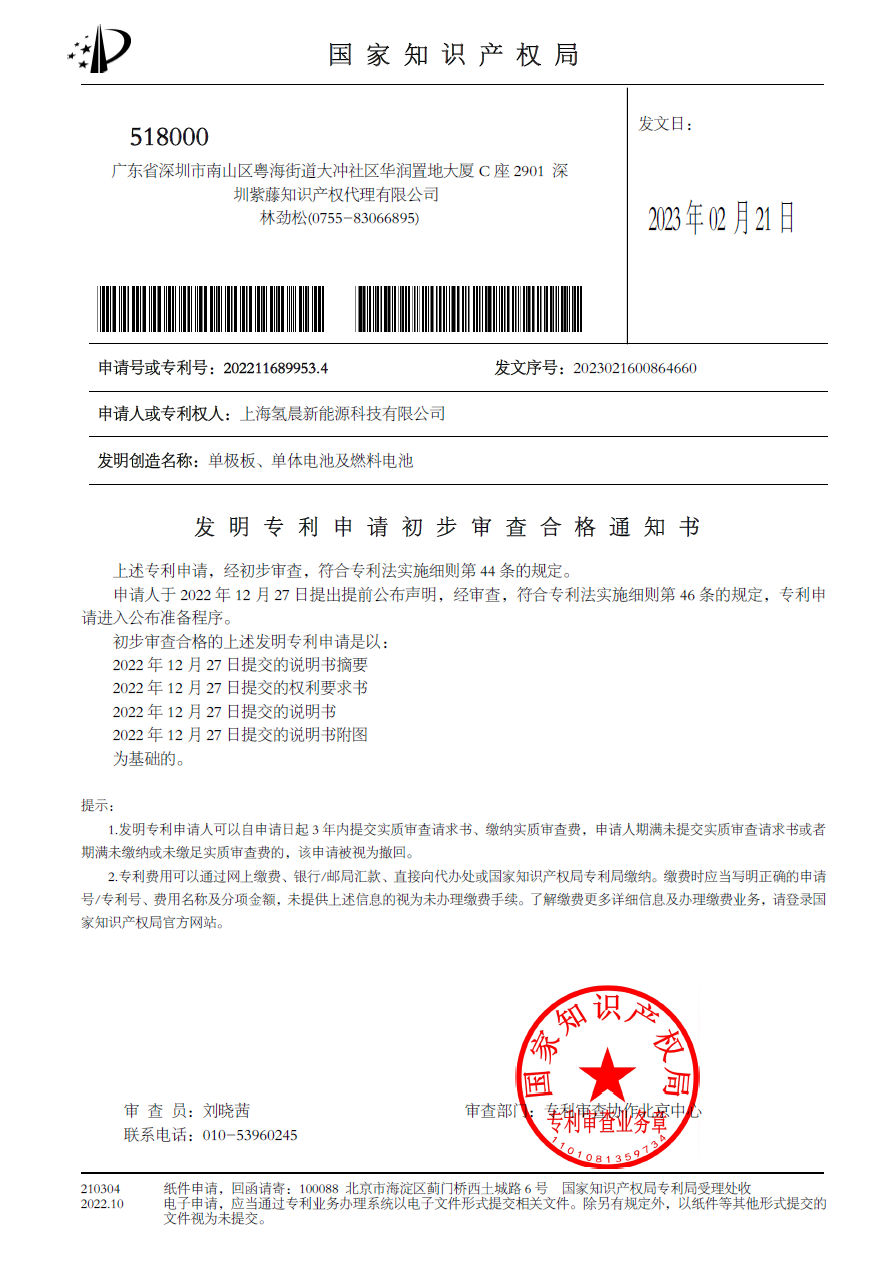 国家知识产权局
518000
广东省深圳市南山区粤海街道大冲社区华润置地大厦 C 座 2901 深
圳紫藤知识产权代理有限公司
林劲松(0755-83066895)
发文日：
2023 年 02 月 21 日
申请号或专利号：202211689953.4
发文序号：2023021600864660
申请人或专利权人：上海氢晨新能源科技有限公司
发明创造名称：单极板、单体电池及燃料电池
发明专利申请初步审查合格通知书
上述专利申请，经初步审查，符合专利法实施细则第 44 条的规定。
申请人于 2022 年 12 月 27 日提出提前公布声明，经审查，符合专利法实施细则第 46 条的规定，专利申
请进入公布准备程序。
初步审查合格的上述发明专利申请是以：
2022 年 12 月 27 日提交的说明书摘要
2022 年 12 月 27 日提交的权利要求书
2022 年 12 月 27 日提交的说明书
2022 年 12 月 27 日提交的说明书附图
为基础的。
提示：
1.发明专利申请人可以自申请日起 3 年内提交实质审查请求书、缴纳实质审查费，申请人期满未提交实质审查请求书或者
期满未缴纳或未缴足实质审查费的，该申请被视为撤回。
2.专利费用可以通过网上缴费、银行/邮局汇款、直接向代办处或国家知识产权局专利局缴纳。缴费时应当写明正确的申请
号/专利号、费用名称及分项金额，未提供上述信息的视为未办理缴费手续。了解缴费更多详细信息及办理缴费业务，请登录国
家知识产权局官方网站。
国家知识产权局
审 查 员：刘晓茜
审查部门：专利审查协作北京中心
专利审查业务章
联系电话：010-53960245
1101081359734
210304
2022.10
纸件申请，回函请寄：100088 北京市海淀区蓟门桥西土城路 6 号 国家知识产权局专利局受理处收
电子申请，应当通过专利业务办理系统以电子文件形式提交相关文件。除另有规定外，以纸件等其他形式提交的
文件视为未提交。